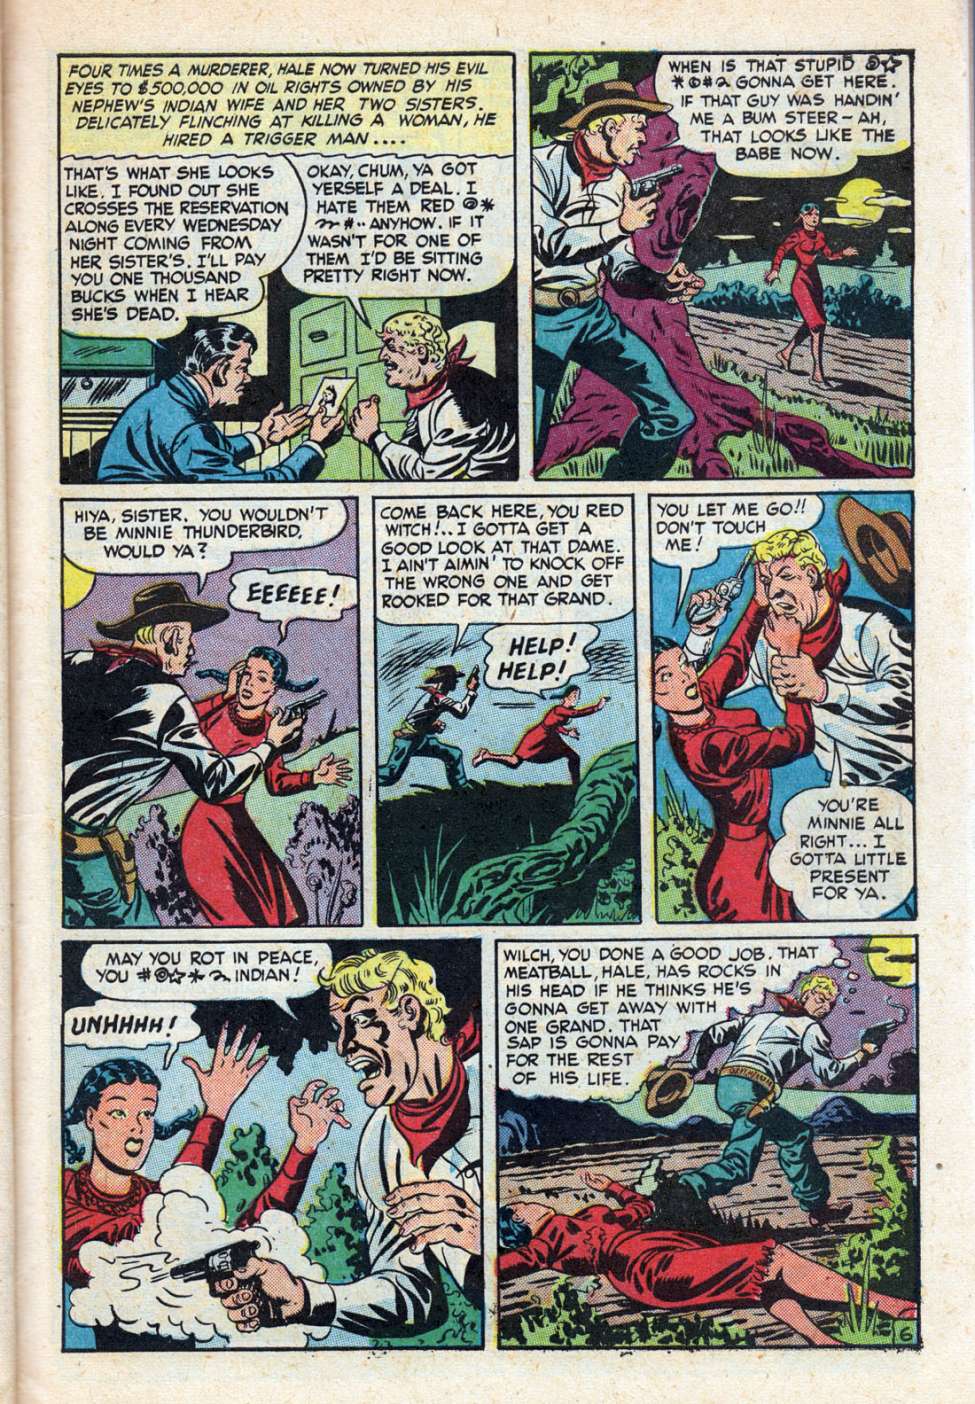 FOUR TIMES A MURDERER, HALE NOW TURNED HIS EVIL
EYES TO $500,000 IN OIL RIGHTS OWNED BY HIS
NEPHEW'S INDIAN WIFE AND HER TWO SISTERS.
DELICATELY FLINCHING AT KILLING A WOMAN, HE
HIRED A TRIGGER MAN....
THAT'S WHAT SHE LOOKS
LIKE. I FOUND OUT SHE
CROSSES THE RESERVATION
ALONG EVERY WEDNESDAY
NIGHT COMING FROM
HER SISTER'S. I'LL PAY
YOU ONE THOUSAND
BUCKS WHEN I HEAR
SHE'S DEAD.
OKAY, CHUM, YA GOT
YERSELF A DEAL. I
HATE THEM RED @*
~#.. ANYHOW. IF IT
WASN'T FOR ONE OF
THEM I'D BE SITTING
PRETTY RIGHT NOW.
WHEN IS THAT STUPID @☆
*@#~ GONNA GET HERE.
IF THAT GUY WAS HANDIN'
ME A BUM STEER-AH,
THAT LOOKS LIKE THE
BABE NOW.
HIYA, SISTER. YOU WOULDN'T
BE MINNIE THUNDERBIRD,
WOULD YA?
EEEEEE!
COME BACK HERE, YOU RED
WITCH!.. I GOTTA GET A
GOOD LOOK AT THAT DAME.
I AIN'T AIMIN' TO KNOCK OFF
THE WRONG ONE AND GET
ROOKED FOR THAT GRAND.
HELP!
HELP!
YOU LET ME GO!!
DON'T TOUCH
ME!
YOU'RE
MINNIE ALL
RIGHT... I
GOTTA LITTLE
PRESENT
FOR YA.
MAY YOU ROT IN PEACE,
YOU #@☆*~ INDIAN!
UNHHHH!
WILCH, YOU DONE A GOOD JOB. THAT
MEATBALL, HALE, HAS ROCKS IN
HIS HEAD IF HE THINKS HE'S
GONNA GET AWAY WITH
ONE GRAND. THAT
SAP IS GONNA PAY
FOR THE REST
OF HIS LIFE.
6